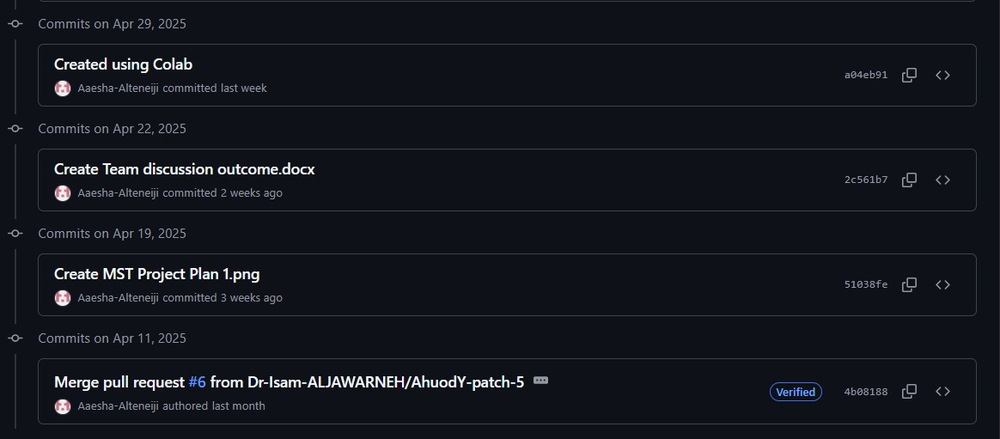 Commits on Apr 29, 2025
Created using Colab
a04eb91
Aaesha-Alteneiji committed last week
Commits on Apr 22, 2025
Create Team discussion outcome.docx
2c561b7
Aaesha-Alteneiji committed 2 weeks ago
Commits on Apr 19, 2025
Create MST Project Plan 1.png
51038fe
Aaesha-Alteneiji committed 3 weeks ago
Commits on Apr 11, 2025
Merge pull request #6 from Dr-Isam-ALJAWARNEH/AhuodY-patch-5
Verified 4b08188
Aaesha-Alteneiji authored last month